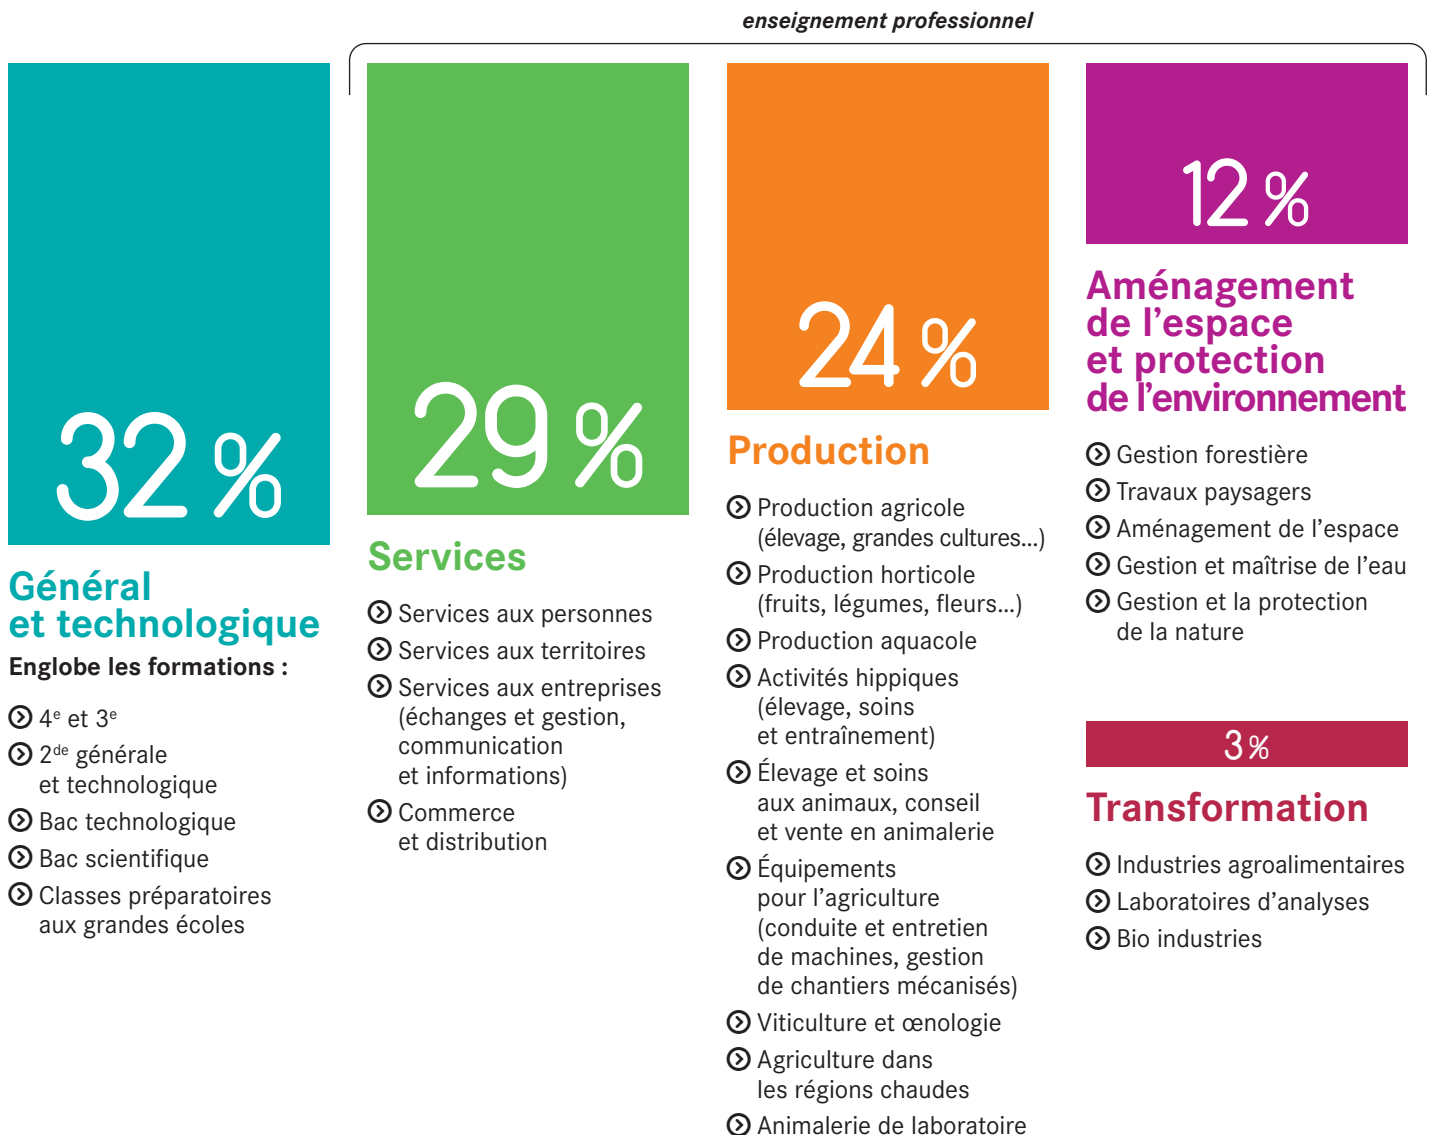 enseignement professionnel
32 %
Général
et technologique
Englobe les formations :
4e et 3e
2de générale
et technologique
Bac technologique
Bac scientifique
Classes préparatoires
aux grandes écoles
29 %
Services
Services aux personnes
Services aux territoires
Services aux entreprises
(échanges et gestion,
communication
et informations)
Commerce
et distribution
24 %
Production
Production agricole
(élevage, grandes cultures...)
Production horticole
(fruits, légumes, fleurs...)
Production aquacole
Activités hippiques
(élevage, soins
et entraînement)
Élevage et soins
aux animaux, conseil
et vente en animalerie
Équipements
pour l’agriculture
(conduite et entretien
de machines, gestion
de chantiers mécanisés)
Viticulture et œnologie
Agriculture dans
les régions chaudes
Animalerie de laboratoire
12 %
Aménagement
de l’espace
et protection
de l’environnement
Gestion forestière
Travaux paysagers
Aménagement de l’espace
Gestion et maîtrise de l’eau
Gestion et la protection
de la nature
3 %
Transformation
Industries agroalimentaires
Laboratoires d’analyses
Bio industries